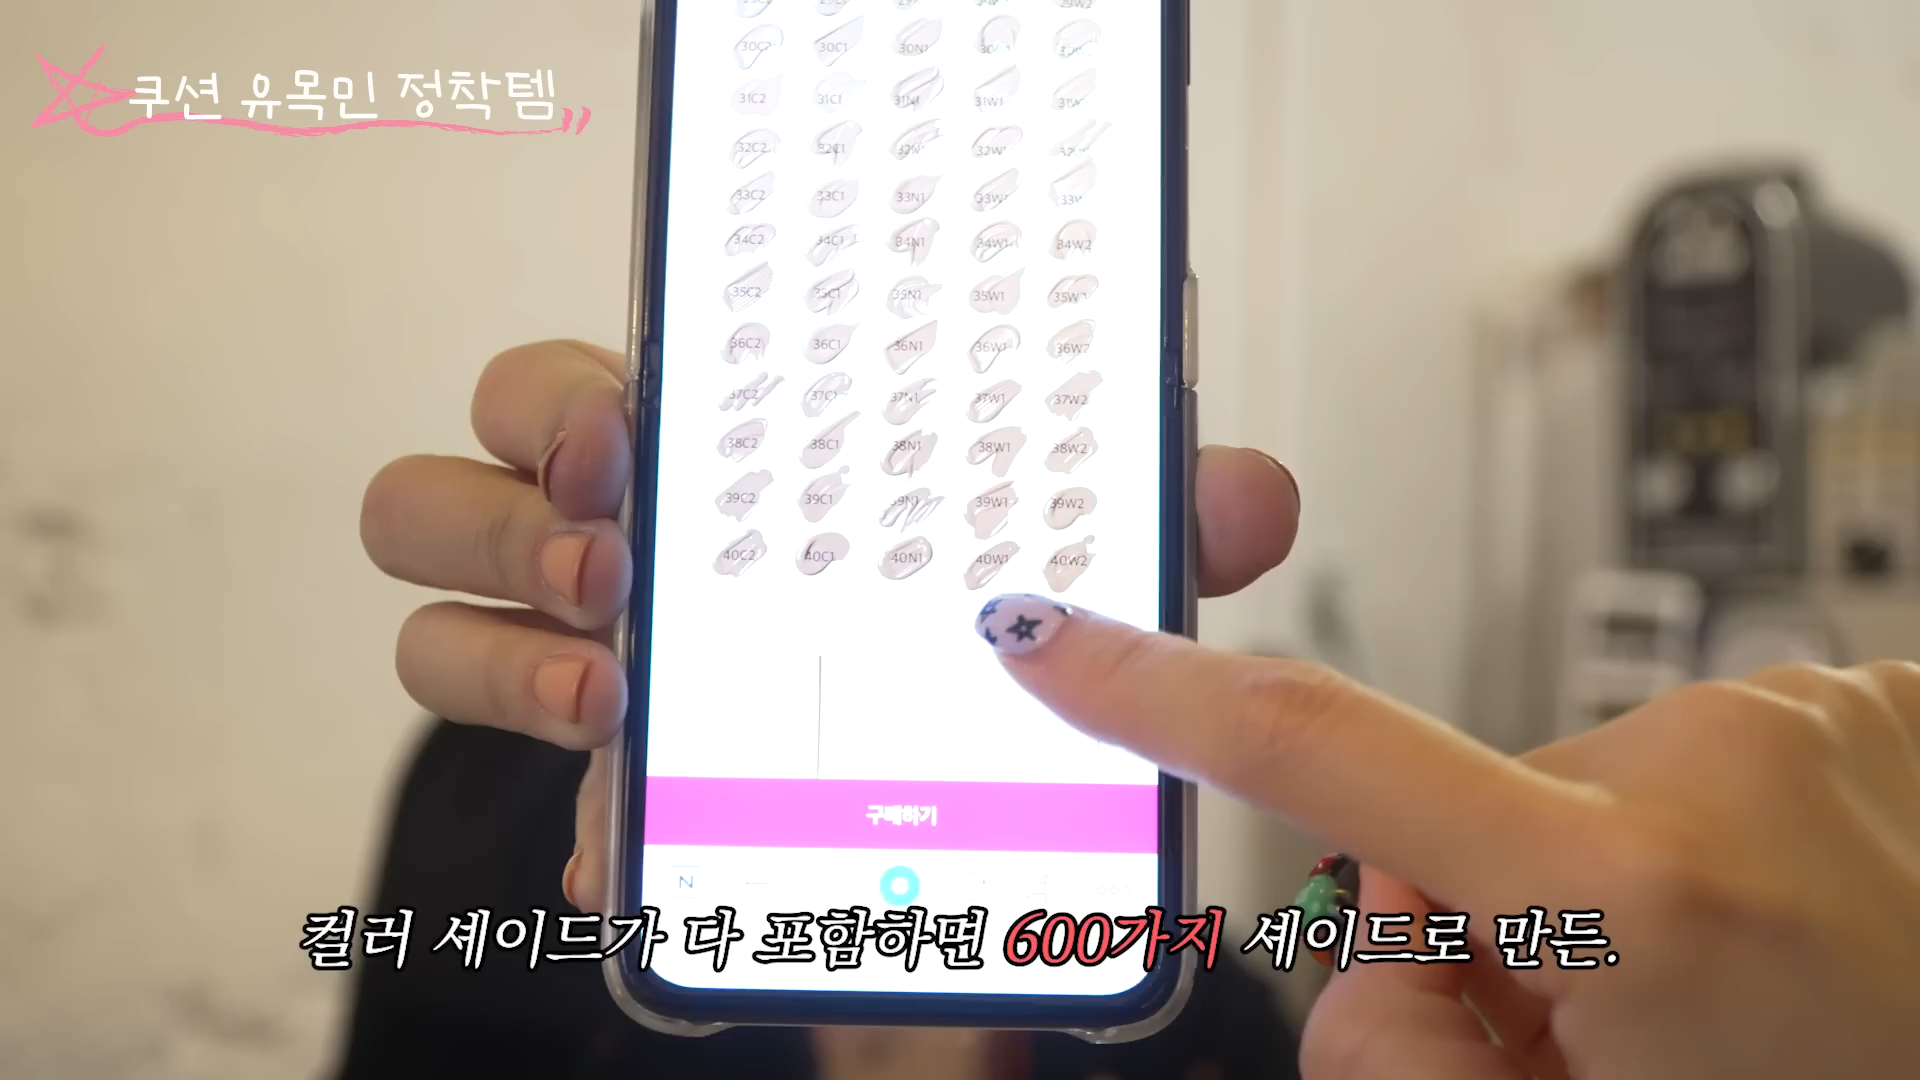 쿠션 유목민 정착템
30C2 30C1 30N1
31C2 31C1 31N1 31W1
32C2 32C1 32W1
33C2 33C1 33N1
34C2 34C1 34N1 34W1 34W2
35C2 35C1 35N1 35W1 35W2
36C2 36C1 36N1 36W1 36W2
37C2 37C1 37N1 37W1 37W2
38C2 38C1 38N1 38W1 38W2
39C2 39C1 39N1 39W1 39W2
40C2 40C1 40N1 40W1 40W2
구매하기
N
컬러 셰이드가 다 포함하면 600가지 셰이드로 만든.